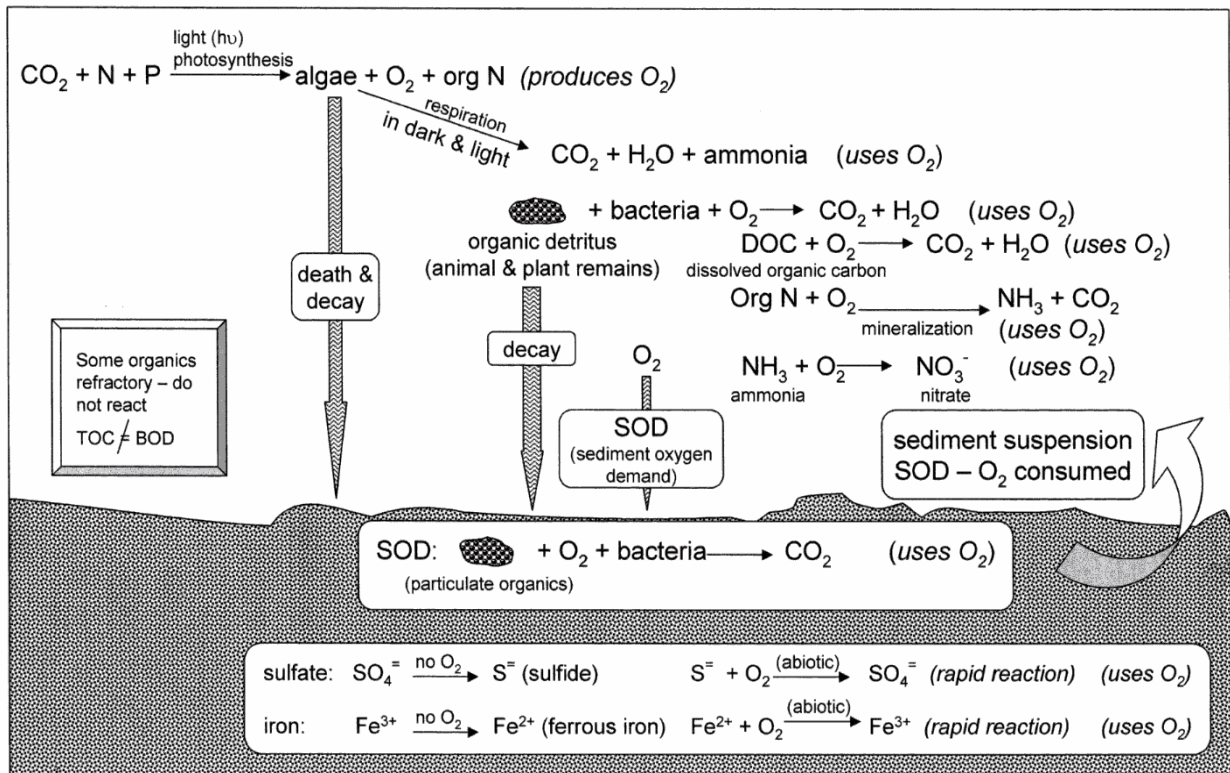 light (hυ)
photosynthesis
CO₂ + N + P → algae + O₂ + org N (produces O₂)
respiration
in dark & light
CO₂ + H₂O + ammonia (uses O₂)
+ bacteria + O₂ → CO₂ + H₂O (uses O₂)
organic detritus
(animal & plant remains)
DOC + O₂ → CO₂ + H₂O (uses O₂)
dissolved organic carbon
Org N + O₂ → NH₃ + CO₂
mineralization
(uses O₂)
NH₃ + O₂ → NO₃⁻ (uses O₂)
ammonia nitrate
death &
decay
decay
O₂
SOD
(sediment oxygen
demand)
Some organics
refractory – do
not react
TOC ≠ BOD
sediment suspension
SOD – O₂ consumed
SOD: + O₂ + bacteria → CO₂ (uses O₂)
(particulate organics)
sulfate: SO₄⁼ no O₂ → S⁼ (sulfide) S⁼ + O₂ (abiotic) → SO₄⁼ (rapid reaction) (uses O₂)
iron: Fe³⁺ no O₂ → Fe²⁺ (ferrous iron) Fe²⁺ + O₂ (abiotic) → Fe³⁺ (rapid reaction) (uses O₂)